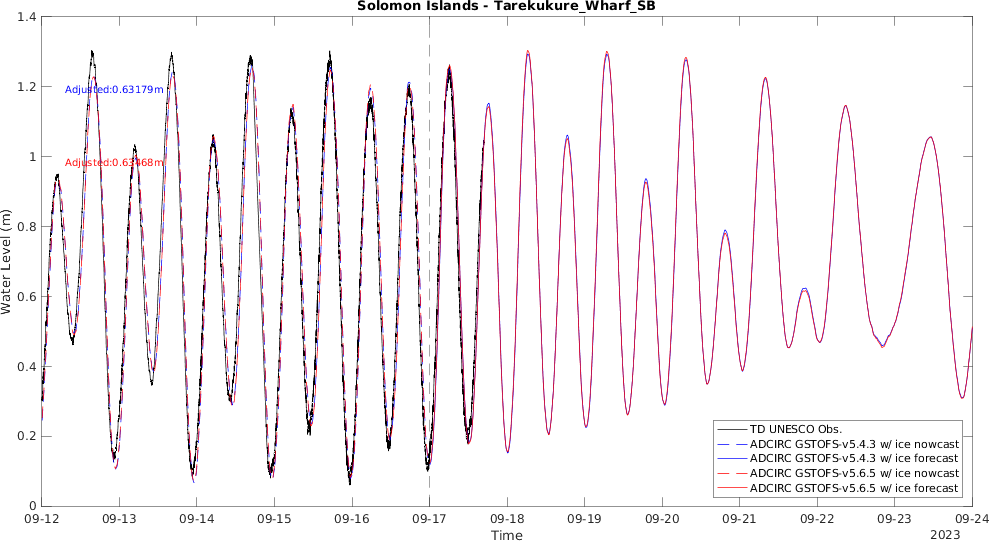 Solomon Islands - Tarekukure_Wharf_SB
1.4
1.2
1
0.8
0.6
0.4
0.2
0
Water Level (m)
Adjusted:0.63179m
Adjusted:0.63468m
TD UNESCO Obs.
ADCIRC GSTOFS-v5.4.3 w/ ice nowcast
ADCIRC GSTOFS-v5.4.3 w/ ice forecast
ADCIRC GSTOFS-v5.6.5 w/ ice nowcast
ADCIRC GSTOFS-v5.6.5 w/ ice forecast
09-12 09-13 09-14 09-15 09-16 09-17 09-18 09-19 09-20 09-21 09-22 09-23 09-24
Time
2023